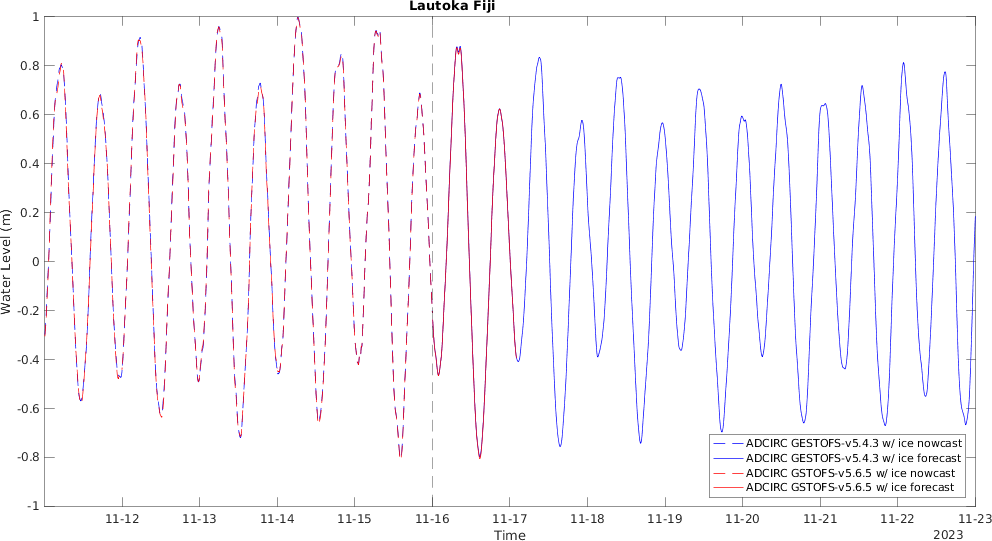 Lautoka Fiji
1
0.8
0.6
0.4
0.2
0
-0.2
-0.4
-0.6
-0.8
-1
Water Level (m)
11-12 11-13 11-14 11-15 11-16 11-17 11-18 11-19 11-20 11-21 11-22 11-23
Time
2023
ADCIRC GESTOFS-v5.4.3 w/ ice nowcast
ADCIRC GESTOFS-v5.4.3 w/ ice forecast
ADCIRC GSTOFS-v5.6.5 w/ ice nowcast
ADCIRC GSTOFS-v5.6.5 w/ ice forecast